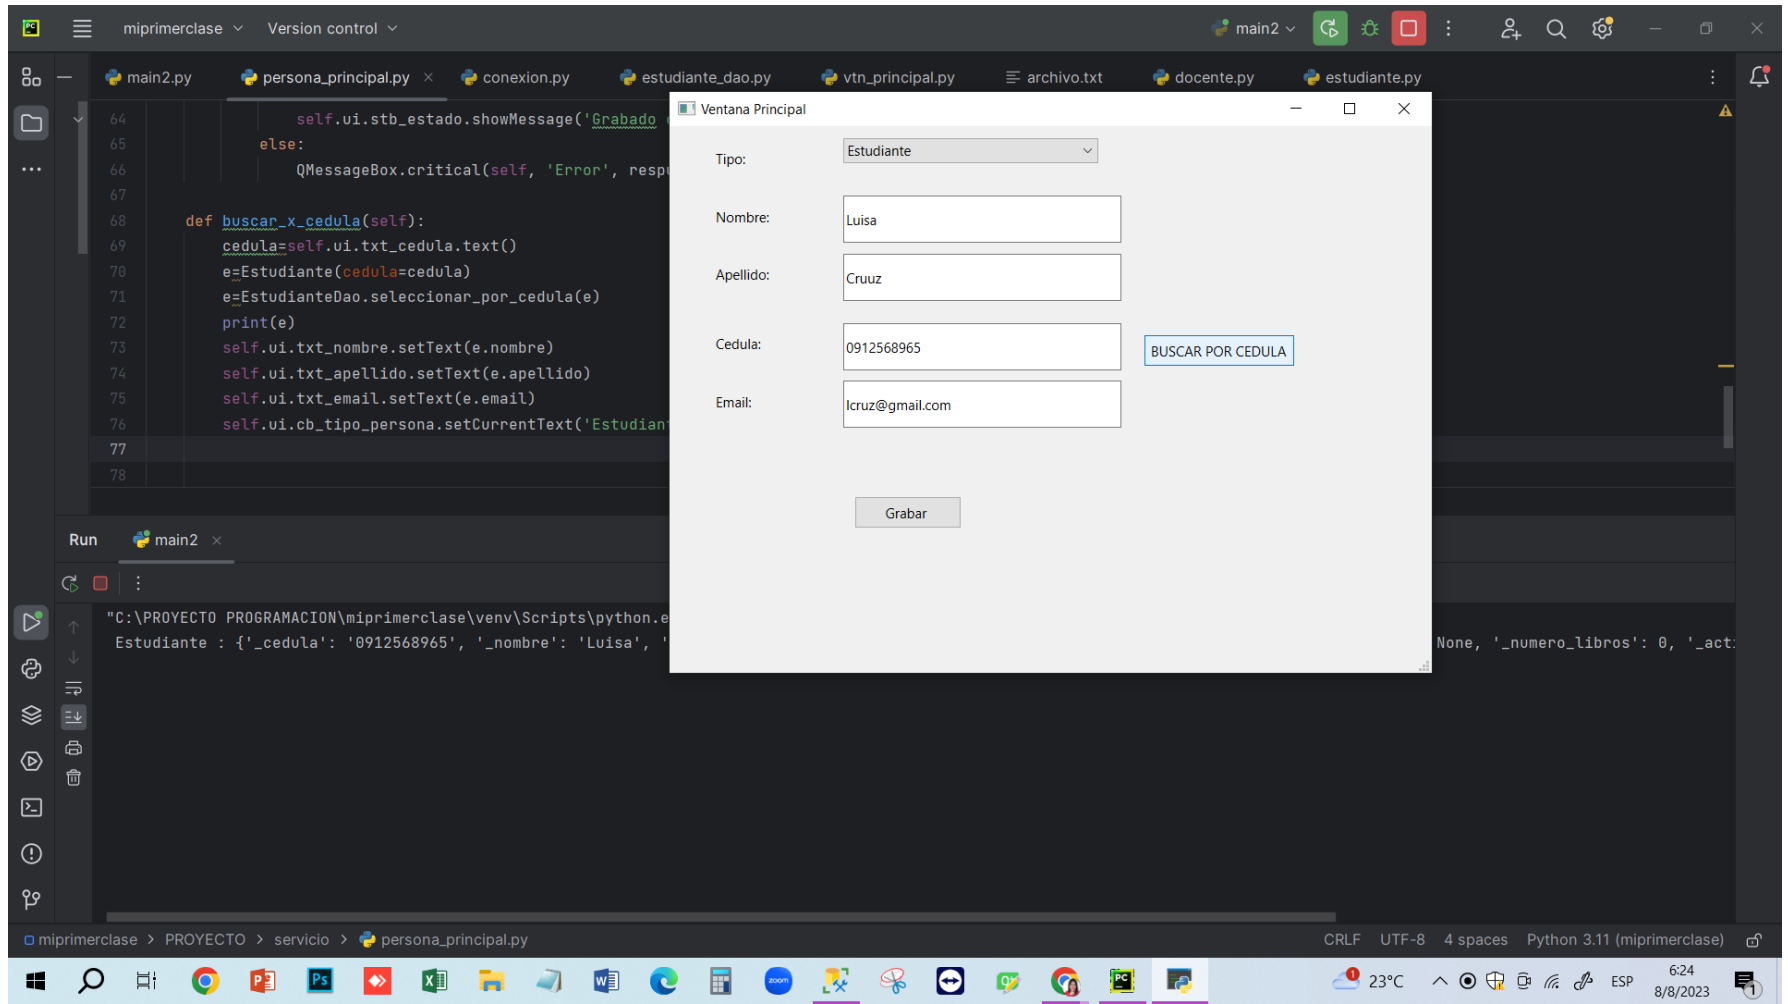 miprimerclase
Version control
main2
main2.py
persona_principal.py
conexion.py
estudiante_dao.py
vtn_principal.py
archivo.txt
docente.py
estudiante.py
64 self.ui.stb_estado.showMessage('Grabado
65 else:
66 QMessageBox.critical(self, 'Error', resp
67
68 def buscar_x_cedula(self):
69 cedula=self.ui.txt_cedula.text()
70 e=Estudiante(cedula=cedula)
71 e=EstudianteDao.seleccionar_por_cedula(e)
72 print(e)
73 self.ui.txt_nombre.setText(e.nombre)
74 self.ui.txt_apellido.setText(e.apellido)
75 self.ui.txt_email.setText(e.email)
76 self.ui.cb_tipo_persona.setCurrentText('Estudian
77
78
Ventana Principal
Tipo: Estudiante
Nombre: Luisa
Apellido: Cruuz
Cedula: 0912568965 BUSCAR POR CEDULA
Email: lcruz@gmail.com
Grabar
Run main2
"C:\PROYECTO PROGRAMACION\miprimerclase\venv\Scripts\python.e
Estudiante : {'_cedula': '0912568965', '_nombre': 'Luisa', ' None, '_numero_libros': 0, '_act
miprimerclase > PROYECTO > servicio > persona_principal.py
CRLF UTF-8 4 spaces Python 3.11 (miprimerclase)
23°C ESP 6:24
8/8/2023